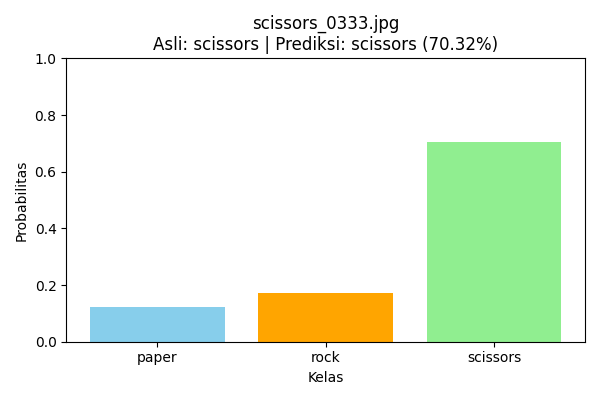 scissors_0333.jpg
Asli: scissors | Prediksi: scissors (70.32%)
1.0
0.8
0.6
0.4
0.2
0.0
Probabilitas
paper rock scissors
Kelas